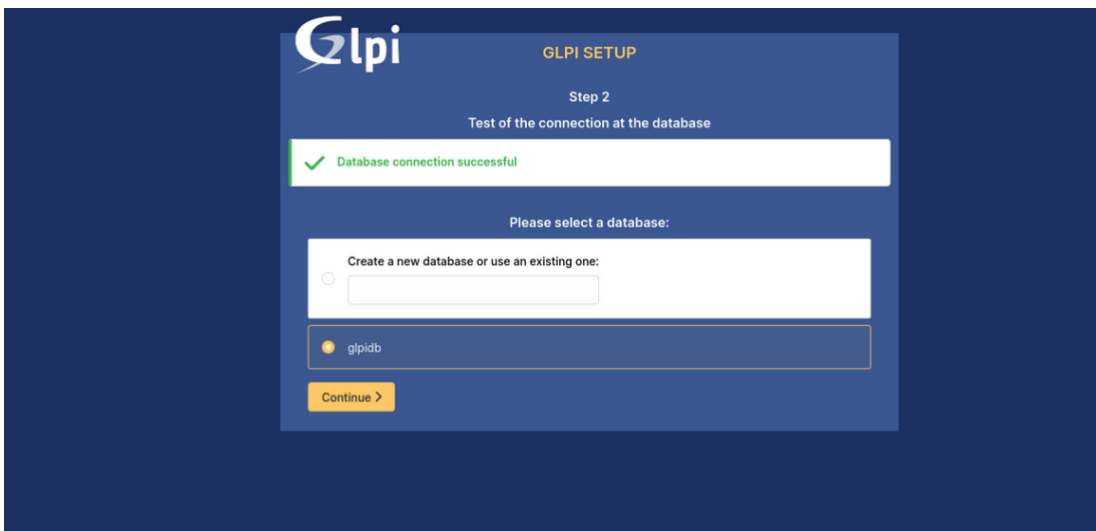 Glpi
GLPI SETUP
Step 2
Test of the connection at the database
Database connection successful
Please select a database:
Create a new database or use an existing one:
glpidb
Continue